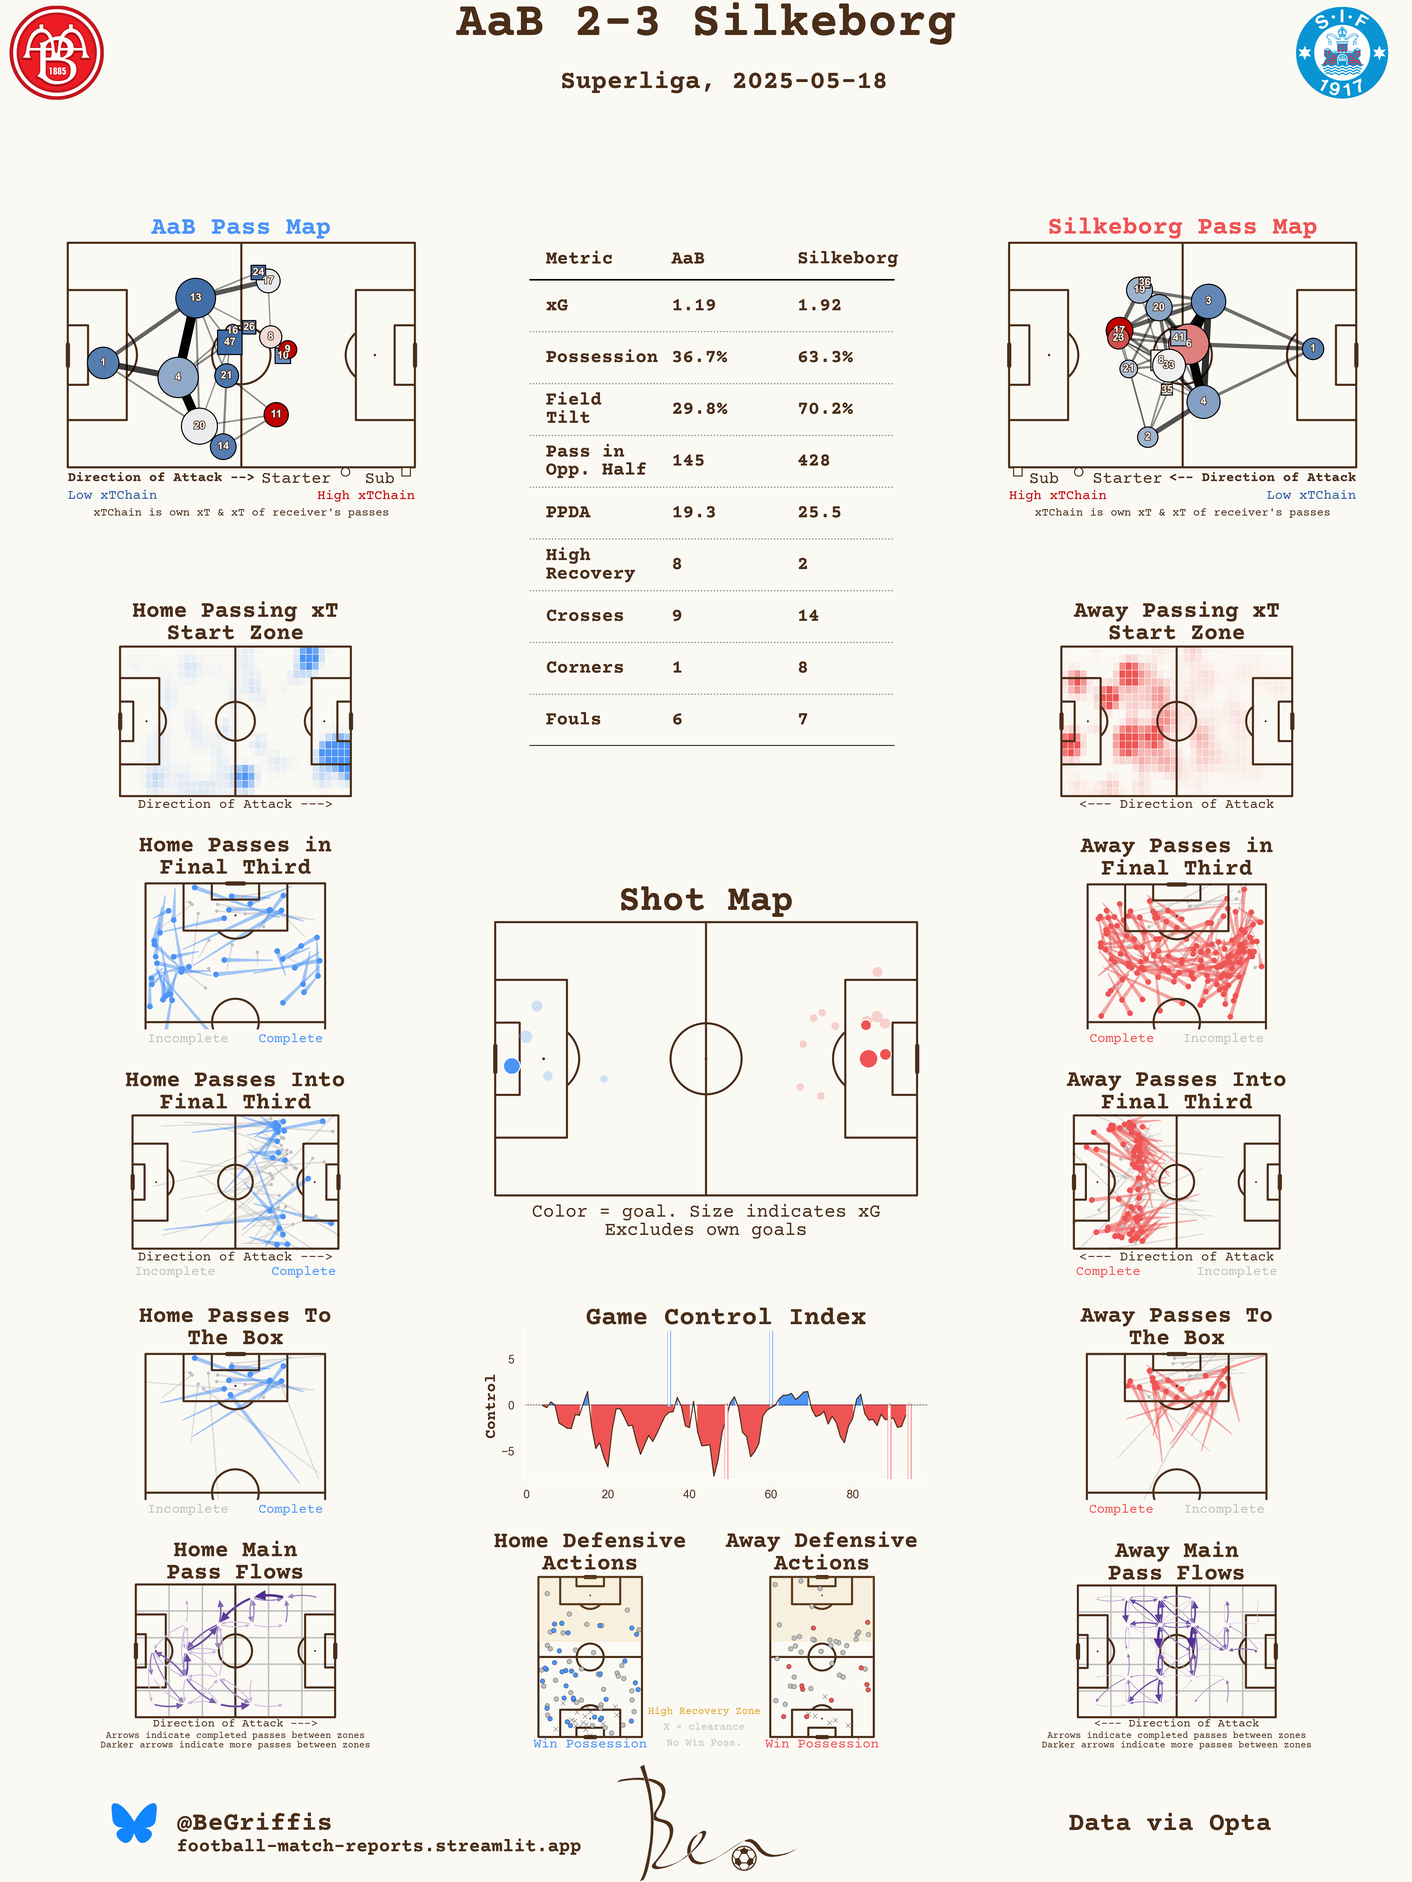 AaB 2-3 Silkeborg
Superliga, 2025-05-18
1885
S·I·F
1917
AaB Pass Map
24
17
13
26
16
47
8
9
10
1
4
21
11
20
14
Direction of Attack --> Starter Sub
Low xTChain High xTChain
xTChain is own xT & xT of receiver's passes
Metric AaB Silkeborg
xG 1.19 1.92
Possession 36.7% 63.3%
Field
Tilt 29.8% 70.2%
Pass in
Opp. Half 145 428
PPDA 19.3 25.5
High
Recovery 8 2
Crosses 9 14
Corners 1 8
Fouls 6 7
Silkeborg Pass Map
36
19
20
3
17
23
41
6
1
8
33
21
35
4
2
Sub Starter <-- Direction of Attack
High xTChain Low xTChain
xTChain is own xT & xT of receiver's passes
Home Passing xT
Start Zone
Direction of Attack --->
Away Passing xT
Start Zone
<--- Direction of Attack
Home Passes in
Final Third
Incomplete Complete
Shot Map
Color = goal. Size indicates xG
Excludes own goals
Away Passes in
Final Third
Complete Incomplete
Home Passes Into
Final Third
Direction of Attack --->
Incomplete Complete
Away Passes Into
Final Third
<--- Direction of Attack
Complete Incomplete
Home Passes To
The Box
Incomplete Complete
Game Control Index
Control
5
0
−5
0 20 40 60 80
Away Passes To
The Box
Complete Incomplete
Home Main
Pass Flows
Direction of Attack --->
Arrows indicate completed passes between zones
Darker arrows indicate more passes between zones
Home Defensive
Actions
Win Possession
High Recovery Zone
X = clearance
No Win Poss.
Away Defensive
Actions
Win Possession
Away Main
Pass Flows
<--- Direction of Attack
Arrows indicate completed passes between zones
Darker arrows indicate more passes between zones
@BeGriffis
football-match-reports.streamlit.app
Ben
Data via Opta